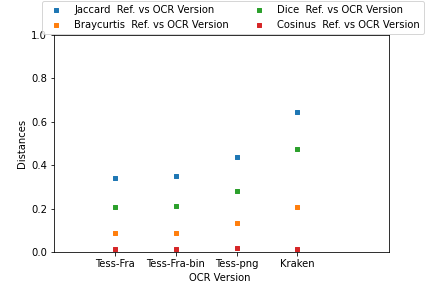 Jaccard Ref. vs OCR Version
Braycurtis Ref. vs OCR Version
Dice Ref. vs OCR Version
Cosinus Ref. vs OCR Version
1.0
0.8
0.6
0.4
0.2
0.0
Distances
Tess-Fra Tess-Fra-bin Tess-png Kraken
OCR Version